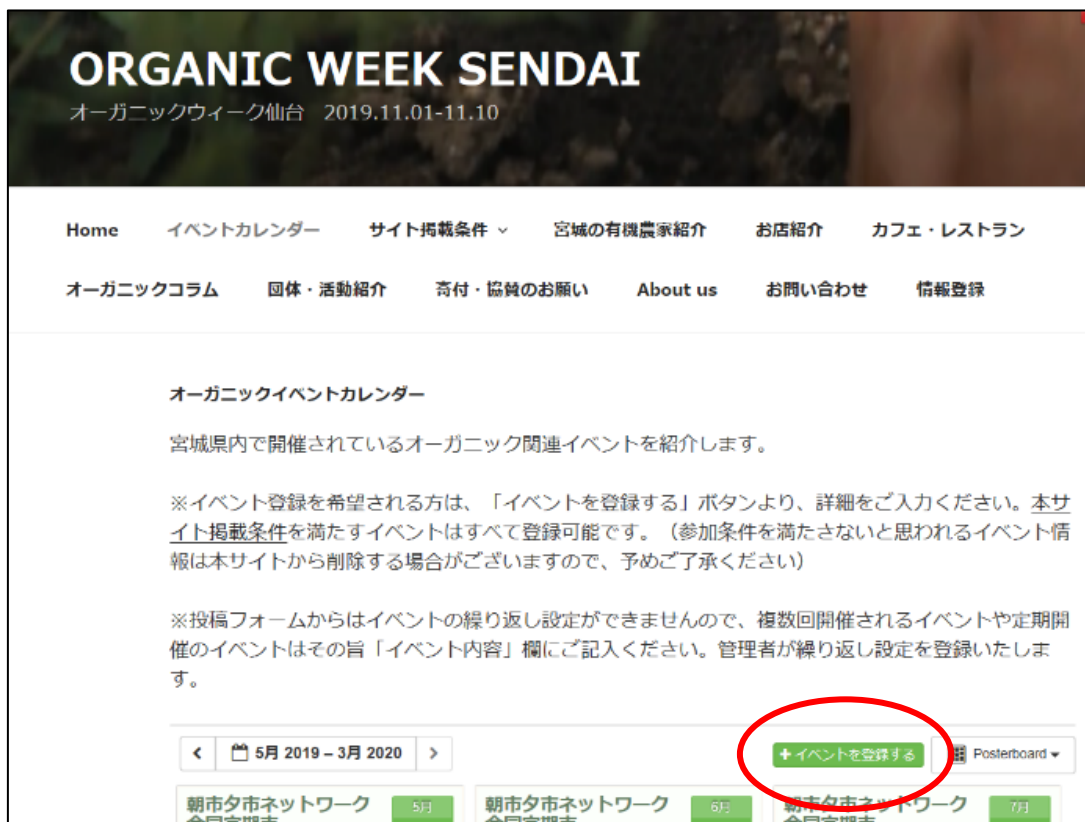 ORGANIC WEEK SENDAI
オーガニックウィーク仙台 2019.11.01-11.10
Home イベントカレンダー サイト掲載条件 宮城の有機農家紹介 お店紹介 カフェ・レストラン
オーガニックコラム 団体・活動紹介 寄付・協賛のお願い About us お問い合わせ 情報登録
オーガニックイベントカレンダー
宮城県内で開催されているオーガニック関連イベントを紹介します。
※イベント登録を希望される方は、「イベントを登録する」ボタンより、詳細をご入力ください。本サ
イト掲載条件を満たすイベントはすべて登録可能です。（参加条件を満たさないと思われるイベント情
報は本サイトから削除する場合がございますので、予めご了承ください）
※投稿フォームからはイベントの繰り返し設定ができませんので、複数回開催されるイベントや定期開
催のイベントはその旨「イベント内容」欄にご記入ください。管理者が繰り返し設定を登録いたしま
す。
5月 2019 – 3月 2020 +イベントを登録する Posterboard
朝市夕市ネットワーク 5月 朝市夕市ネットワーク 6月 朝市夕市ネットワーク 7月
全国定期市 全国定期市 全国定期市